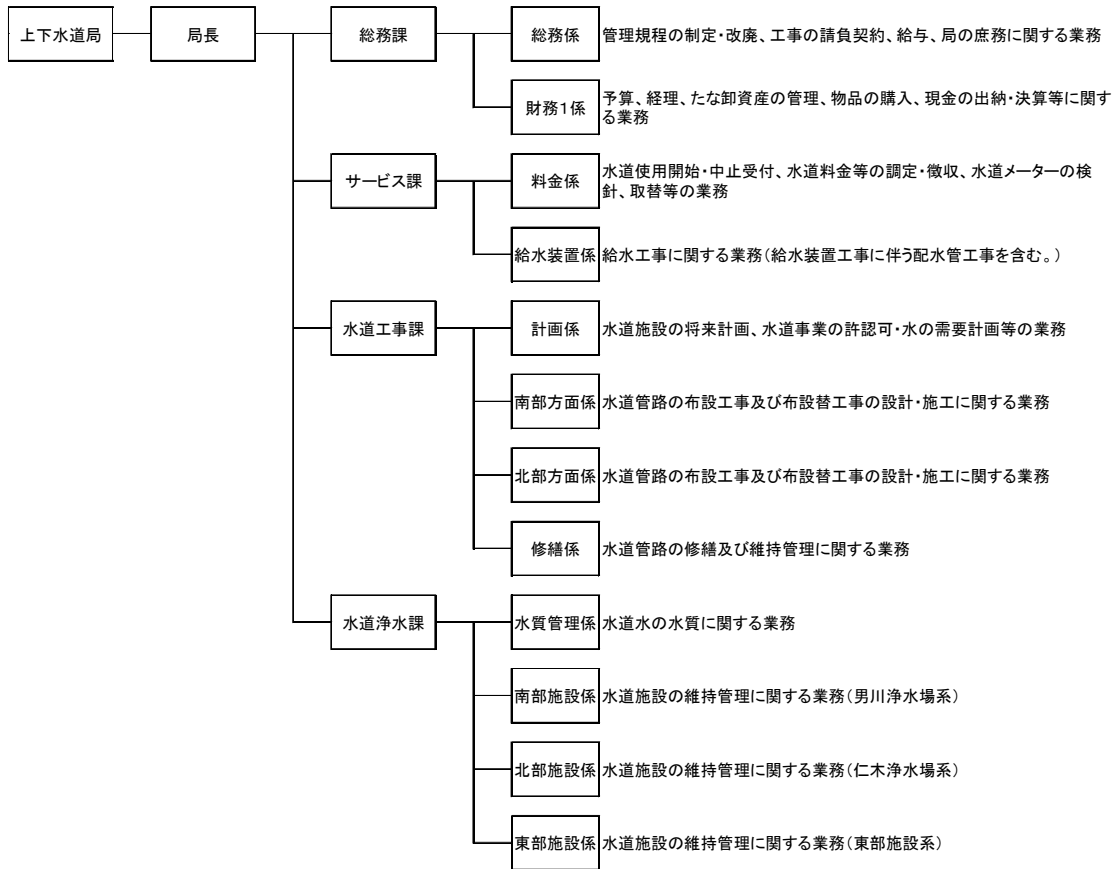 上下水道局
局長
総務課
総務係
管理規程の制定・改廃、工事の請負契約、給与、局の庶務に関する業務
財務1係
予算、経理、たな卸資産の管理、物品の購入、現金の出納・決算等に関す
る業務
サービス課
料金係
水道使用開始・中止受付、水道料金等の調定・徴収、水道メーターの検
針、取替等の業務
給水装置係
給水工事に関する業務(給水装置工事に伴う配水管工事を含む。)
水道工事課
計画係
水道施設の将来計画、水道事業の許認可・水の需要計画等の業務
南部方面係
水道管路の布設工事及び布設替工事の設計・施工に関する業務
北部方面係
水道管路の布設工事及び布設替工事の設計・施工に関する業務
修繕係
水道管路の修繕及び維持管理に関する業務
水道浄水課
水質管理係
水道水の水質に関する業務
南部施設係
水道施設の維持管理に関する業務(男川浄水場系)
北部施設係
水道施設の維持管理に関する業務(仁木浄水場系)
東部施設係
水道施設の維持管理に関する業務(東部施設系)